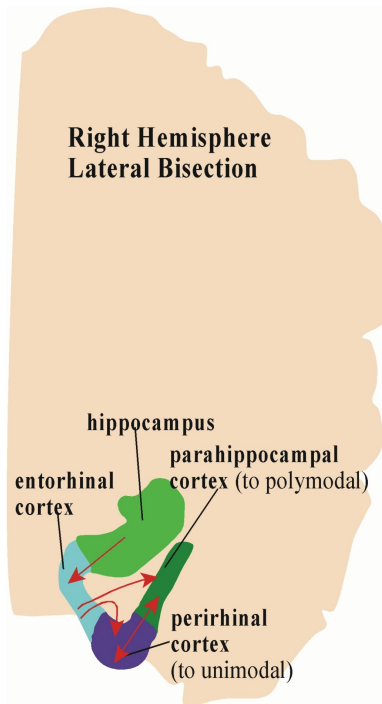 Right Hemisphere
Lateral Bisection
hippocampus
parahippocampal
cortex (to polymodal)
entorhinal
cortex
perirhinal
cortex
(to unimodal)